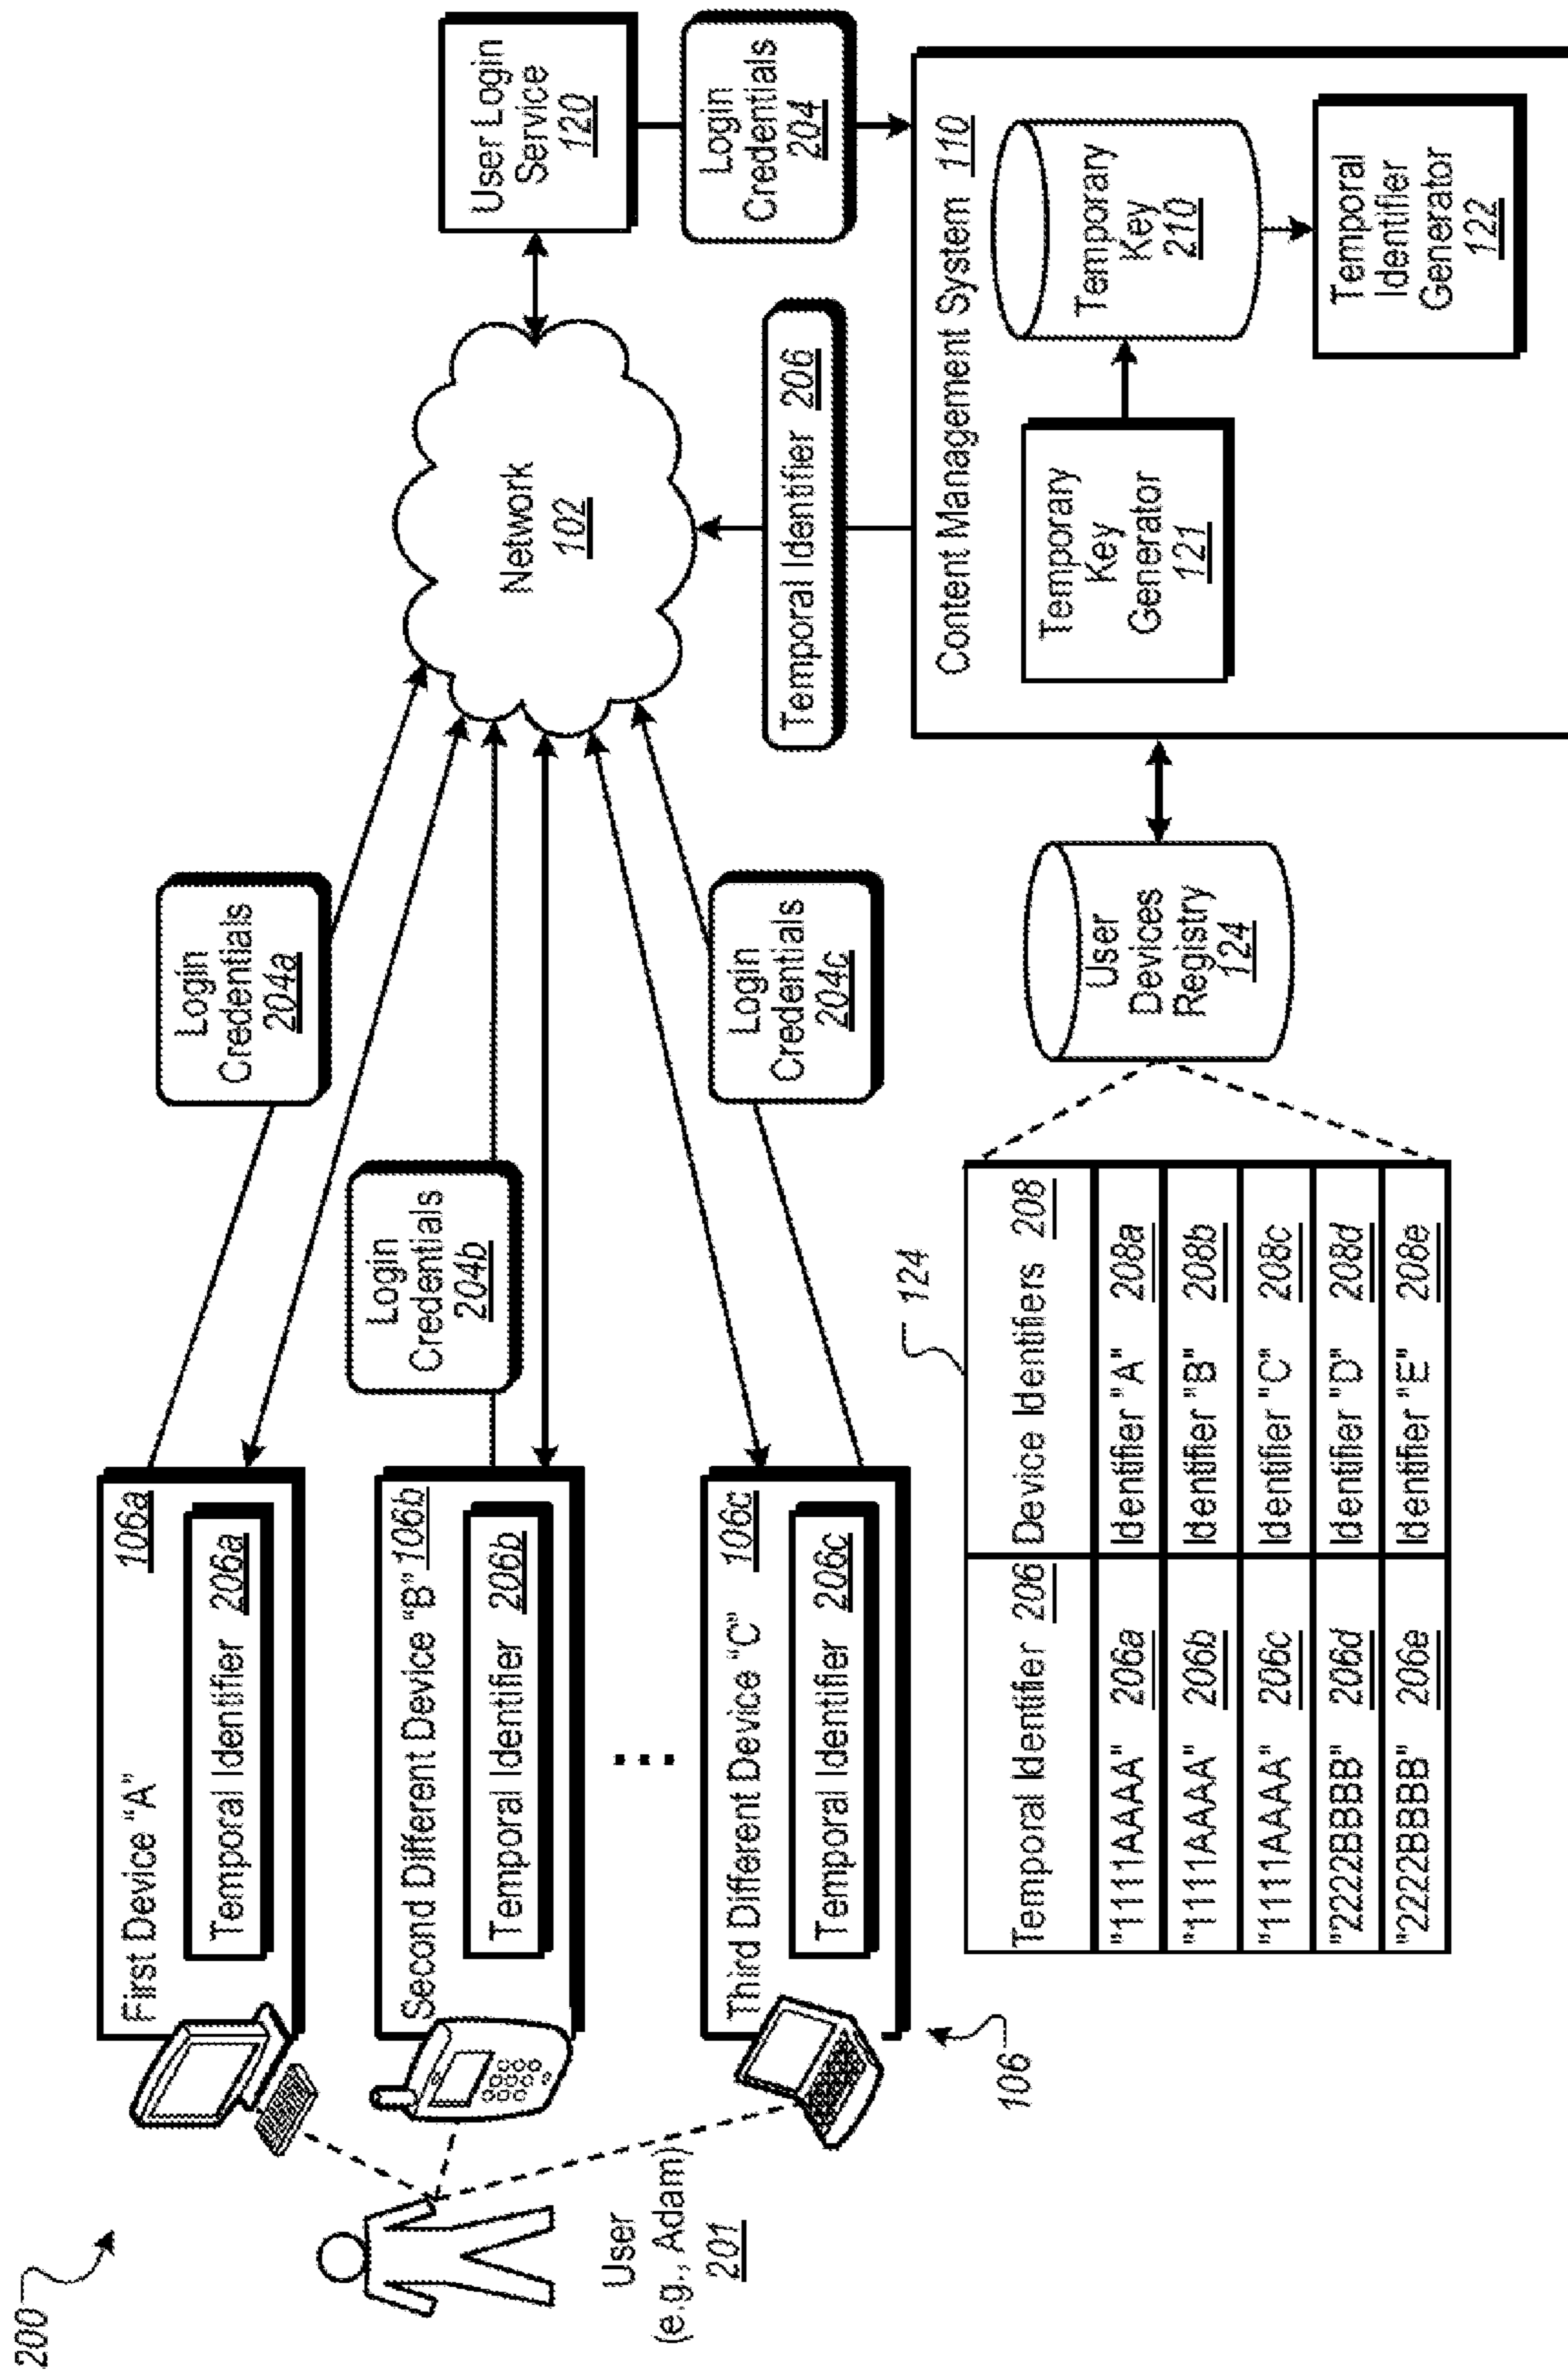 200
User
(e.g., Adam)
201
First Device "A"
106a
Temporal Identifier 206a
Second Different Device "B" 106b
Temporal Identifier 206b
Third Different Device "C"
106c
Temporal Identifier 206c
106
Login
Credentials
204a
Login
Credentials
204b
Login
Credentials
204c
Network
102
User Login
Service
120
Login
Credentials
204
Temporal Identifier 206
Content Management System 110
Temporary
Key
Generator
121
Temporary
Key
210
Temporal
Identifier
Generator
122
User
Devices
Registry
124
124
Temporal Identifier 206 Device Identifiers 208
"1111AAAA" 206a Identifier "A" 208a
"1111AAAA" 206b Identifier "B" 208b
"1111AAAA" 206c Identifier "C" 208c
"2222BBBB" 206d Identifier "D" 208d
"2222BBBB" 206e Identifier "E" 208e